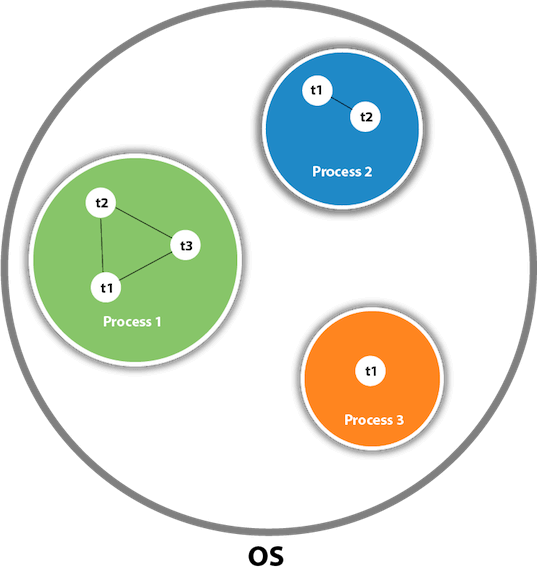 t1
t2
Process 2
t2
t3
t1
Process 1
t1
Process 3
OS